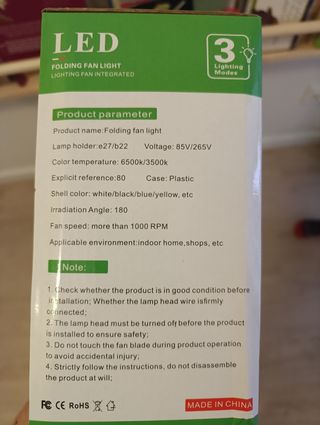 LED
FOLDING FAN LIGHT
LIGHTING FAN INTEGRATED
3
Lighting
Modes
Product parameter
Product name:Folding fan light
Lamp holder:e27/b22 Voltage: 85V/265V
Color temperature: 6500k/3500k
Explicit reference:80 Case: Plastic
Shell color: white/black/blue/yellow, etc
Irradiation Angle: 180
Fan speed: more than 1000 RPM
Applicable environment:indoor home,shops, etc
Note:
1. Check whether the product is in good condition before
installation; Whether the lamp head wire isfirmly
connected;
2. The lamp head must be turned off before the product
is installed to ensure safety;
3. Do not touch the fan blade during product operation
to avoid accidental injury;
4. Strictly follow the instructions, do not disassemble
the product at will;
FC CE RoHS
MADE IN CHINA